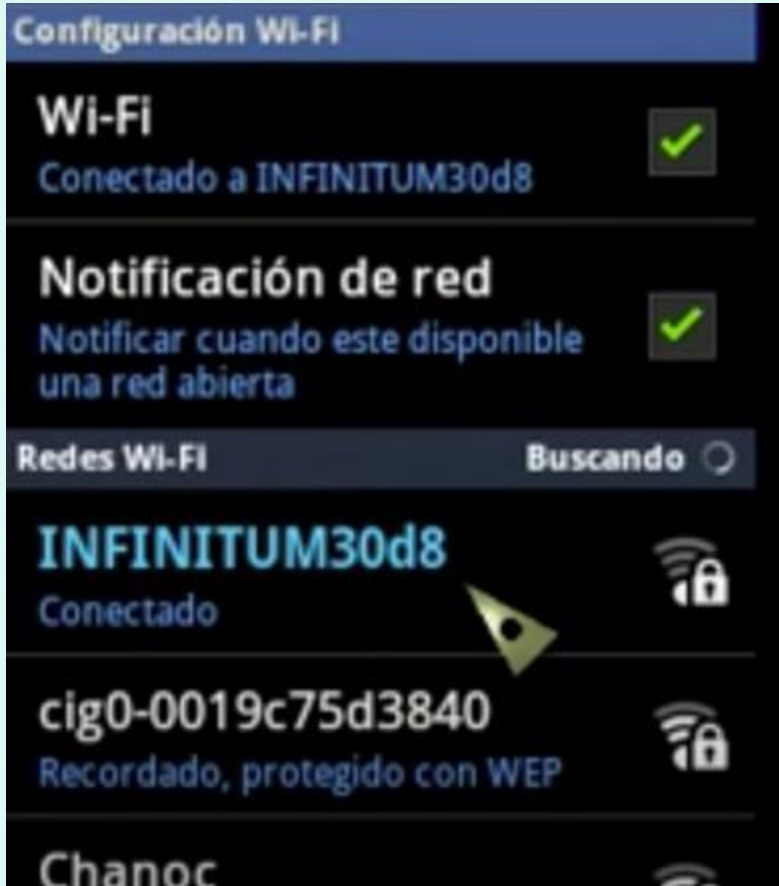 Configuración Wi-Fi
Wi-Fi
Conectado a INFINITUM30d8
Notificación de red
Notificar cuando este disponible
una red abierta
Redes Wi-Fi Buscando
INFINITUM30d8
Conectado
cig0-0019c75d3840
Recordado, protegido con WEP
Chanoc